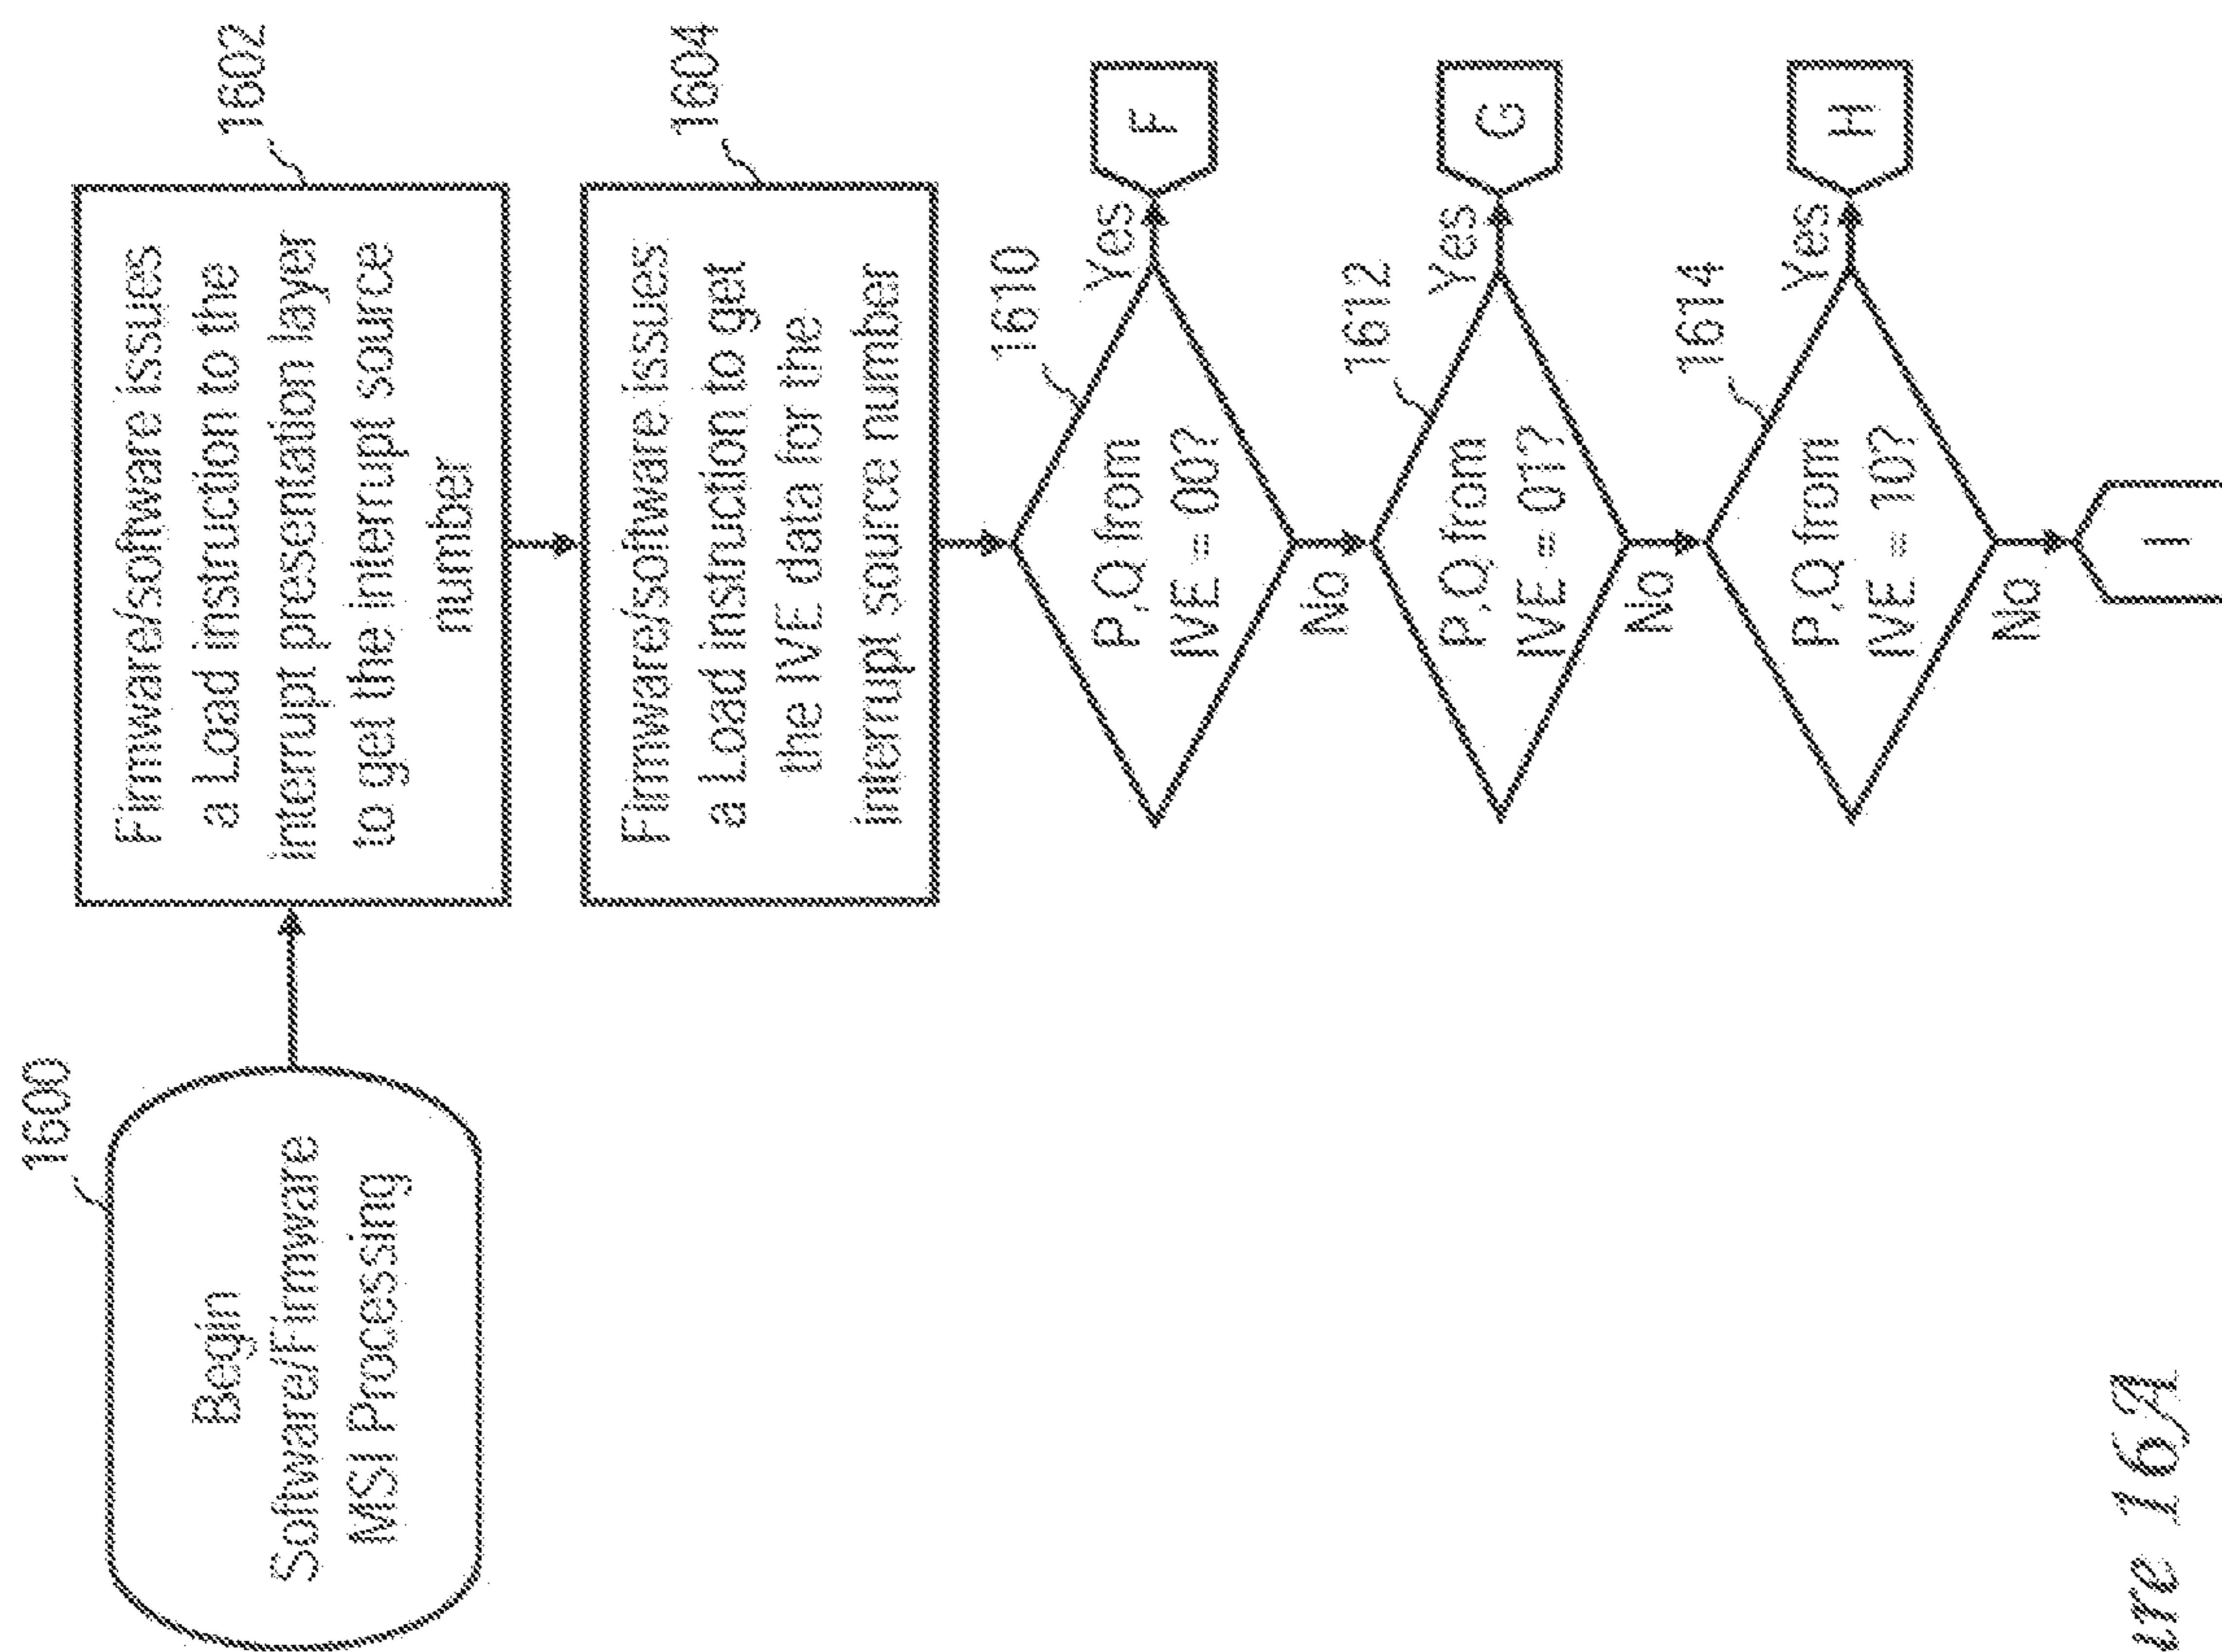 1600
Begin
Software/Firmware
MSI Processing
1602
Firmware/software issues
a Load instruction to the
interrupt presentation layer
to get the interrupt source
number
1604
Firmware/software issues
a Load instruction to get
the IVE data for the
interrupt source number
1610
P,Q from
IVE = 00?
Yes
F
No
1612
P,Q from
IVE = 01?
Yes
G
No
1614
P,Q from
IVE = 10?
Yes
H
No
I
ure 16A